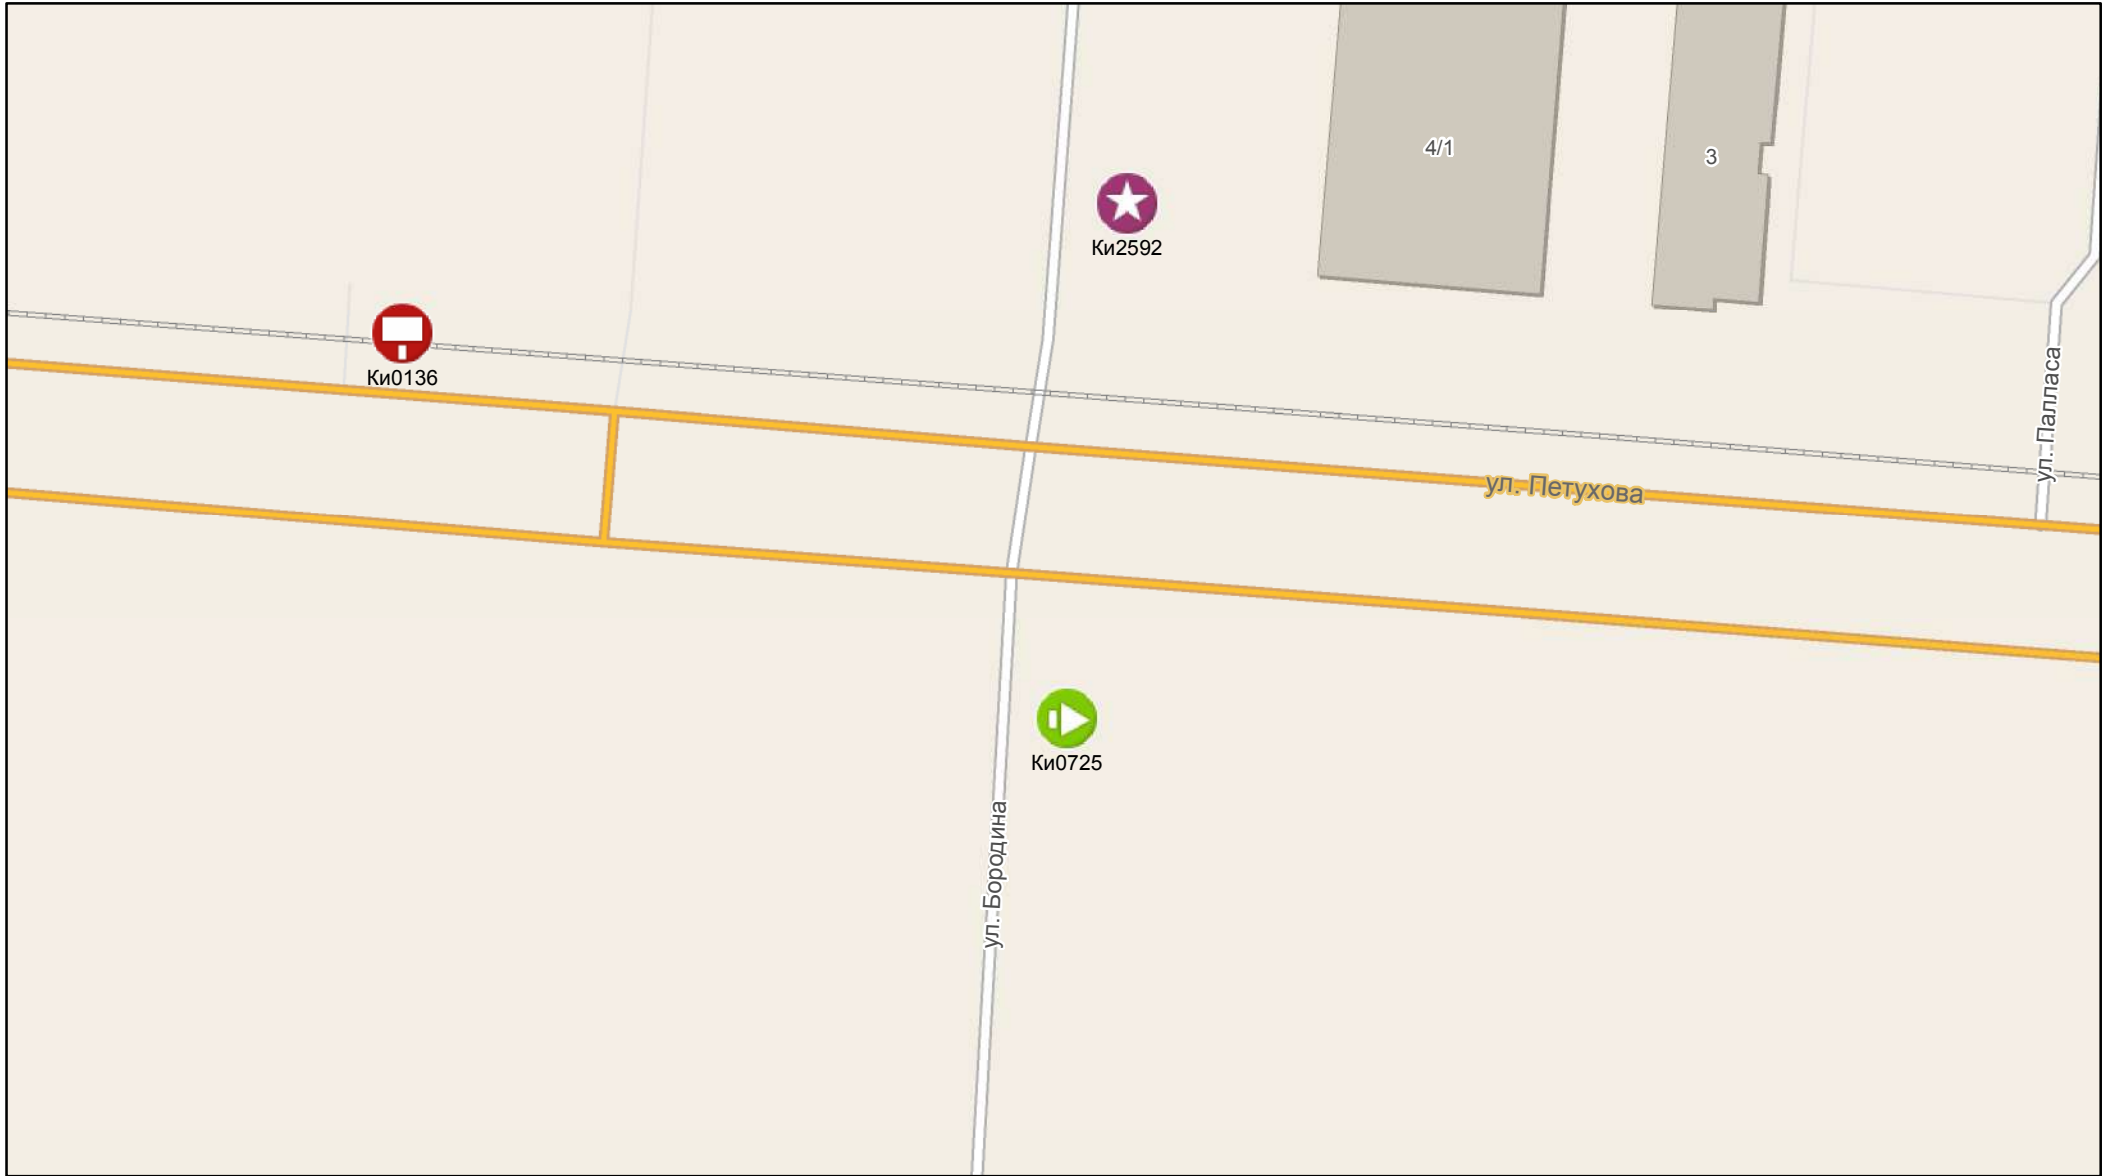 4/1
3
Ки2592
Ки0136
ул. Палласа
ул. Петухова
Ки0725
ул. Бородина